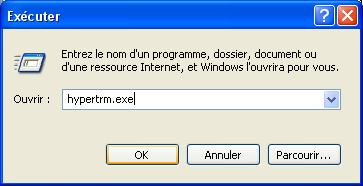 Exécuter
Entrez le nom d'un programme, dossier, document ou
d'une ressource Internet, et Windows l'ouvrira pour vous.
Ouvrir : hypertrm.exe
OK Annuler Parcourir...